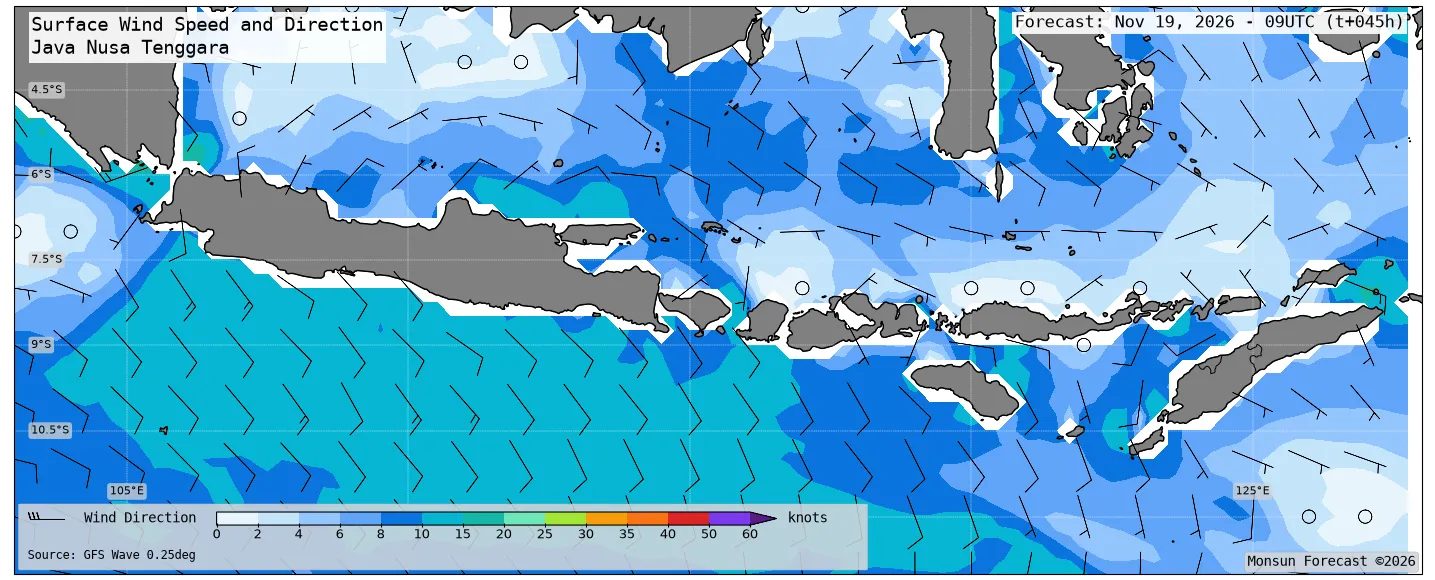 Surface Wind Speed and Direction
Java Nusa Tenggara
Forecast: Nov 19, 2026 - 09UTC (t+045h)
4.5°S
6°S
7.5°S
9°S
10.5°S
105°E
125°E
Wind Direction
knots
0 2 4 6 8 10 15 20 25 30 35 40 50 60
Source: GFS Wave 0.25deg
Monsun Forecast ©2026